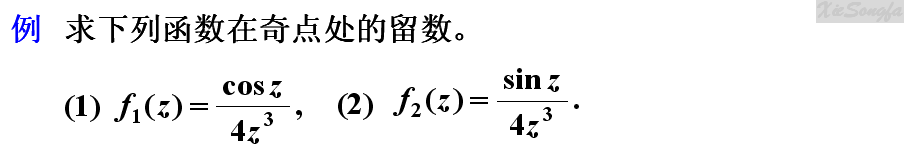 XieSongfa
例 求下列函数在奇点处的留数。
(1) f₁(z) = cos z / 4z³, (2) f₂(z) = sin z / 4z³.